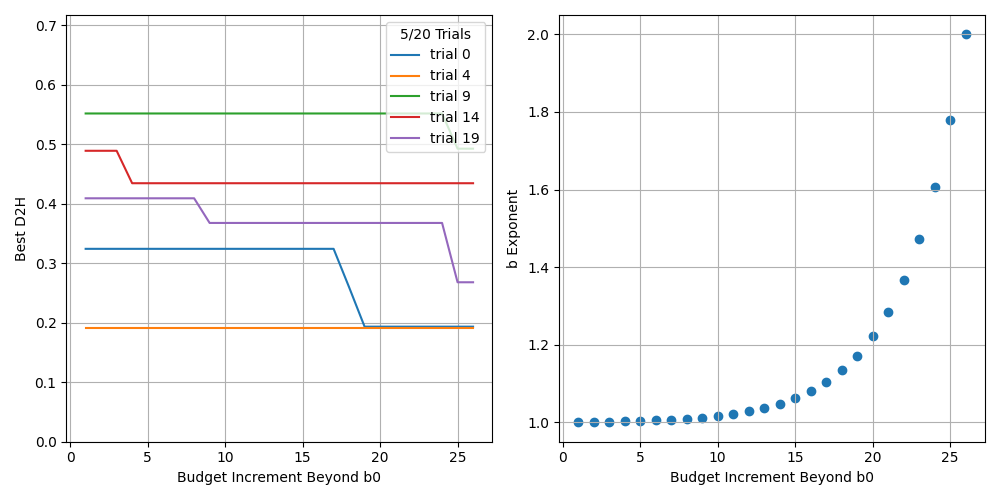 0.7
0.6
0.5
0.4
0.3
0.2
0.1
0.0
Best D2H
0 5 10 15 20 25
Budget Increment Beyond b0
5/20 Trials
trial 0
trial 4
trial 9
trial 14
trial 19
2.0
1.8
1.6
1.4
1.2
1.0
b Exponent
0 5 10 15 20 25
Budget Increment Beyond b0